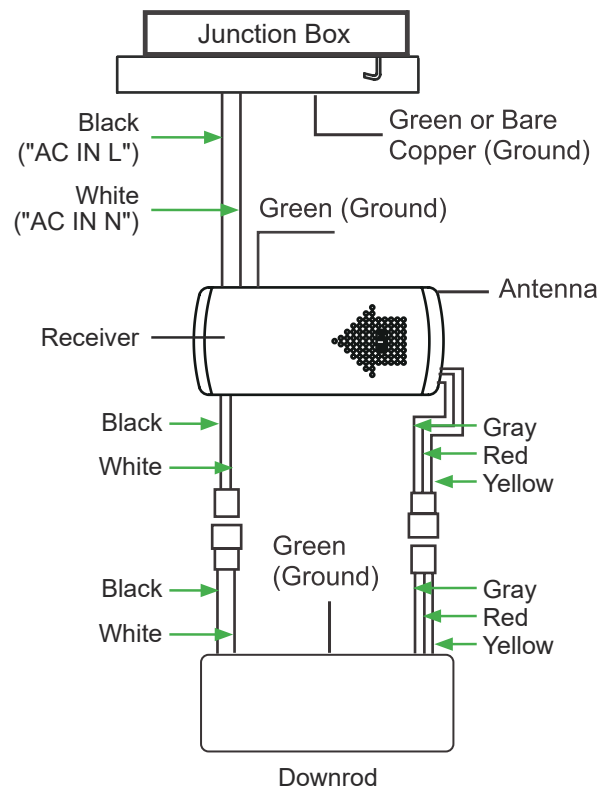 Junction Box
Black
("AC IN L")
Green or Bare
Copper (Ground)
White
("AC IN N")
Green (Ground)
Antenna
Receiver
Black
White
Gray
Red
Yellow
Green
(Ground)
Black
White
Gray
Red
Yellow
Downrod